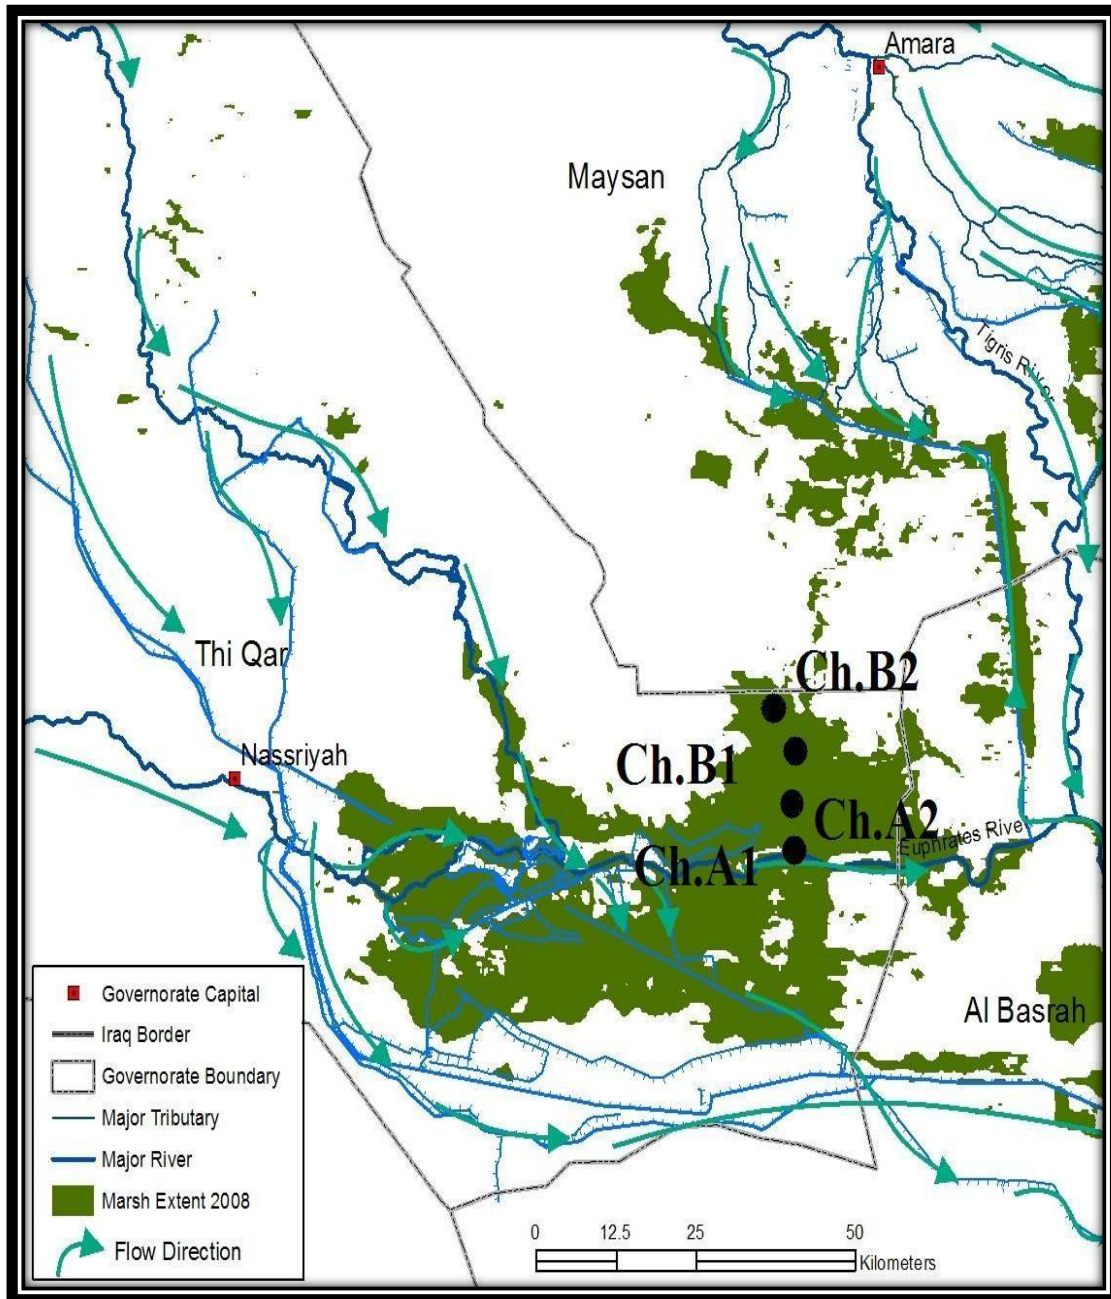 Amara
Maysan
Tigris River
Thi Qar
Ch.B2
Nassriyah
Ch.B1
Ch.A2
Euphrates Rive
Ch.A1
Al Basrah
Governorate Capital
Iraq Border
Governorate Boundary
Major Tributary
Major River
Marsh Extent 2008
Flow Direction
0 12.5 25 50
Kilometers